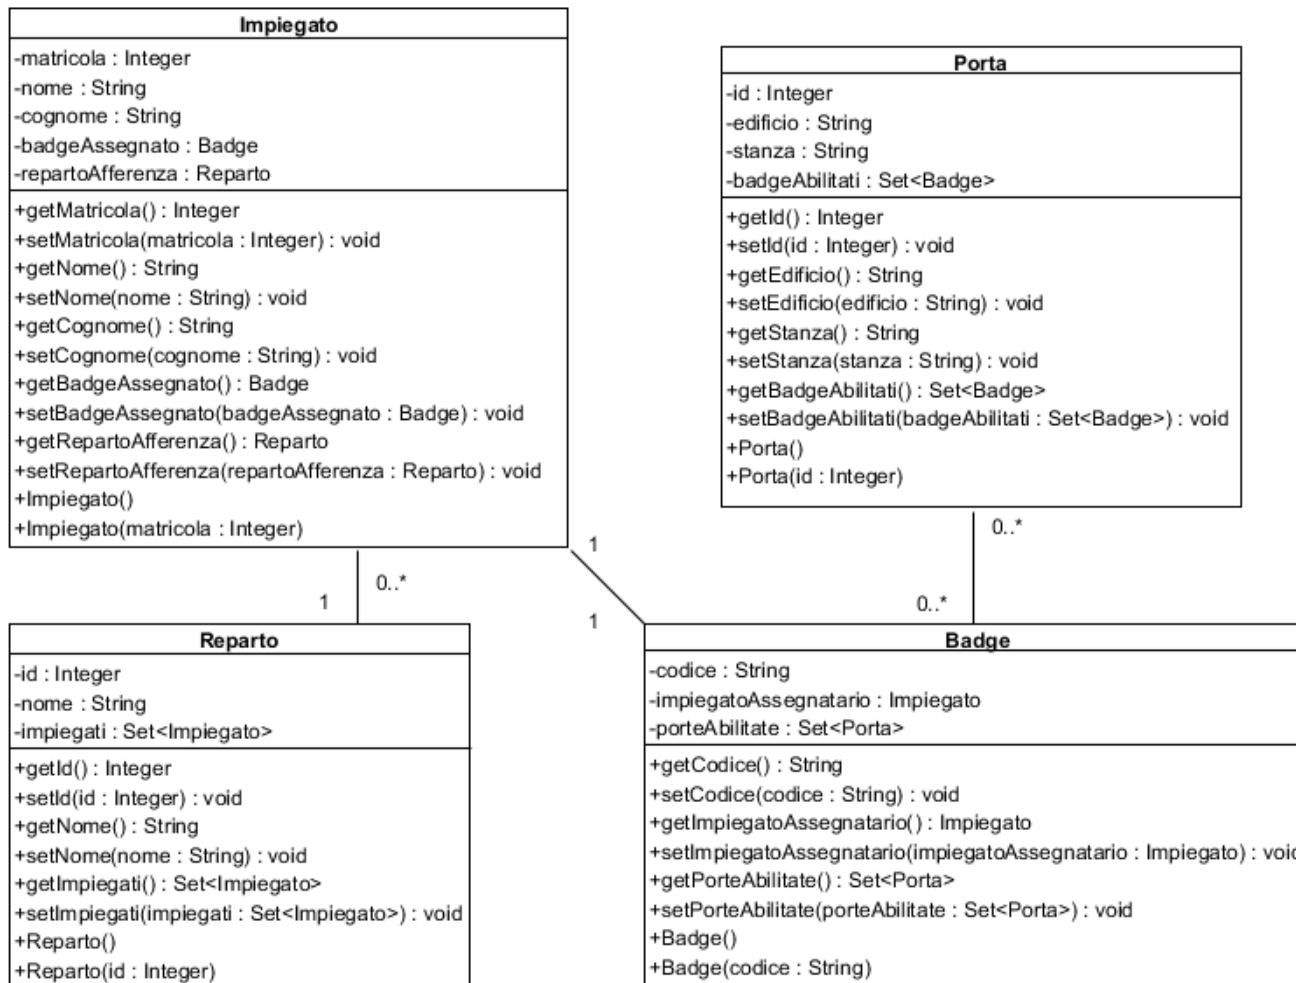 Impiegato
-matricola : Integer
-nome : String
-cognome : String
-badgeAssegnato : Badge
-repartoAfferenza : Reparto
+getMatricola() : Integer
+setMatricola(matricola : Integer) : void
+getNome() : String
+setNome(nome : String) : void
+getCognome() : String
+setCognome(cognome : String) : void
+getBadgeAssegnato() : Badge
+setBadgeAssegnato(badgeAssegnato : Badge) : void
+getRepartoAfferenza() : Reparto
+setRepartoAfferenza(repartoAfferenza : Reparto) : void
+Impiegato()
+Impiegato(matricola : Integer)
Porta
-id : Integer
-edificio : String
-stanza : String
-badgeAbilitati : Set<Badge>
+getId() : Integer
+setId(id : Integer) : void
+getEdificio() : String
+setEdificio(edificio : String) : void
+getStanza() : String
+setStanza(stanza : String) : void
+getBadgeAbilitati() : Set<Badge>
+setBadgeAbilitati(badgeAbilitati : Set<Badge>) : void
+Porta()
+Porta(id : Integer)
0..*
1
1
1
0..*
0..*
Reparto
-id : Integer
-nome : String
-impiegati : Set<Impiegato>
+getId() : Integer
+setId(id : Integer) : void
+getNome() : String
+setNome(nome : String) : void
+getImpiegati() : Set<Impiegato>
+setImpiegati(impiegati : Set<Impiegato>) : void
+Reparto()
+Reparto(id : Integer)
Badge
-codice : String
-impiegatoAssegnatario : Impiegato
-porteAbilitate : Set<Porta>
+getCodice() : String
+setCodice(codice : String) : void
+getImpiegatoAssegnatario() : Impiegato
+setImpiegatoAssegnatario(impiegatoAssegnatario : Impiegato) : void
+getPorteAbilitate() : Set<Porta>
+setPorteAbilitate(porteAbilitate : Set<Porta>) : void
+Badge()
+Badge(codice : String)